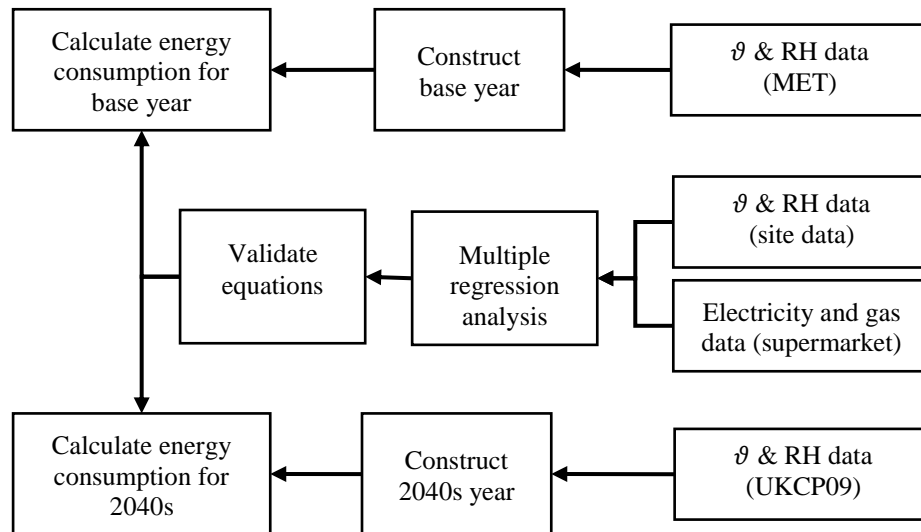 Calculate energy
consumption for
base year
Construct
base year
ϑ & RH data
(MET)
Validate
equations
Multiple
regression
analysis
ϑ & RH data
(site data)
Electricity and gas
data (supermarket)
Calculate energy
consumption for
2040s
Construct
2040s year
ϑ & RH data
(UKCP09)